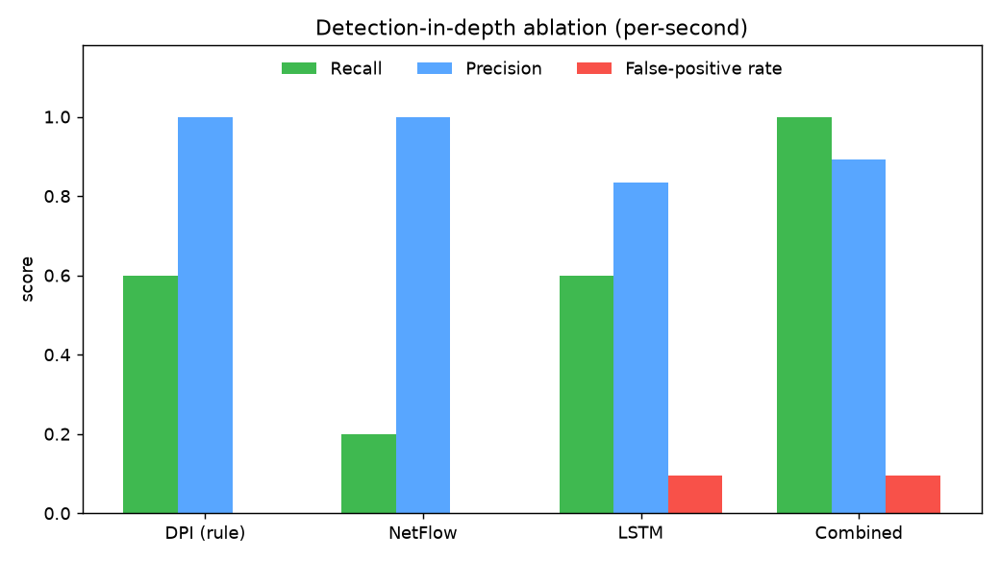 Detection-in-depth ablation (per-second)
Recall Precision False-positive rate
1.0
0.8
0.6
0.4
0.2
0.0
score
DPI (rule) NetFlow LSTM Combined